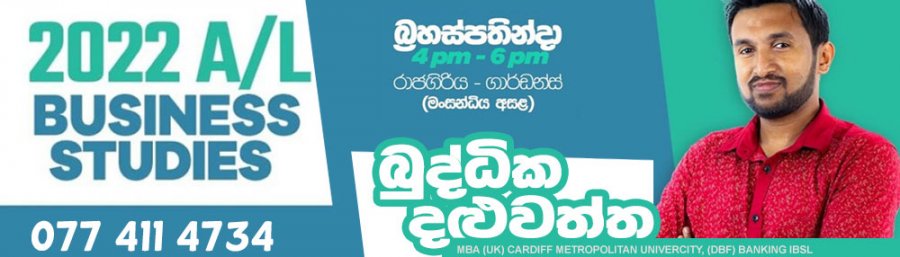 2022 A/L
BUSINESS
STUDIES
077 411 4734
බ්‍රහස්පතින්දා
4 pm - 6 pm
රාජගිරිය - ගාර්ඩන්ස්
(මංසන්ධිය අසළ)
බුද්ධික
දළුවත්ත
MBA (UK) CARDIFF METROPOLITAN UNIVERCITY, (DBF) BANKING IBSL